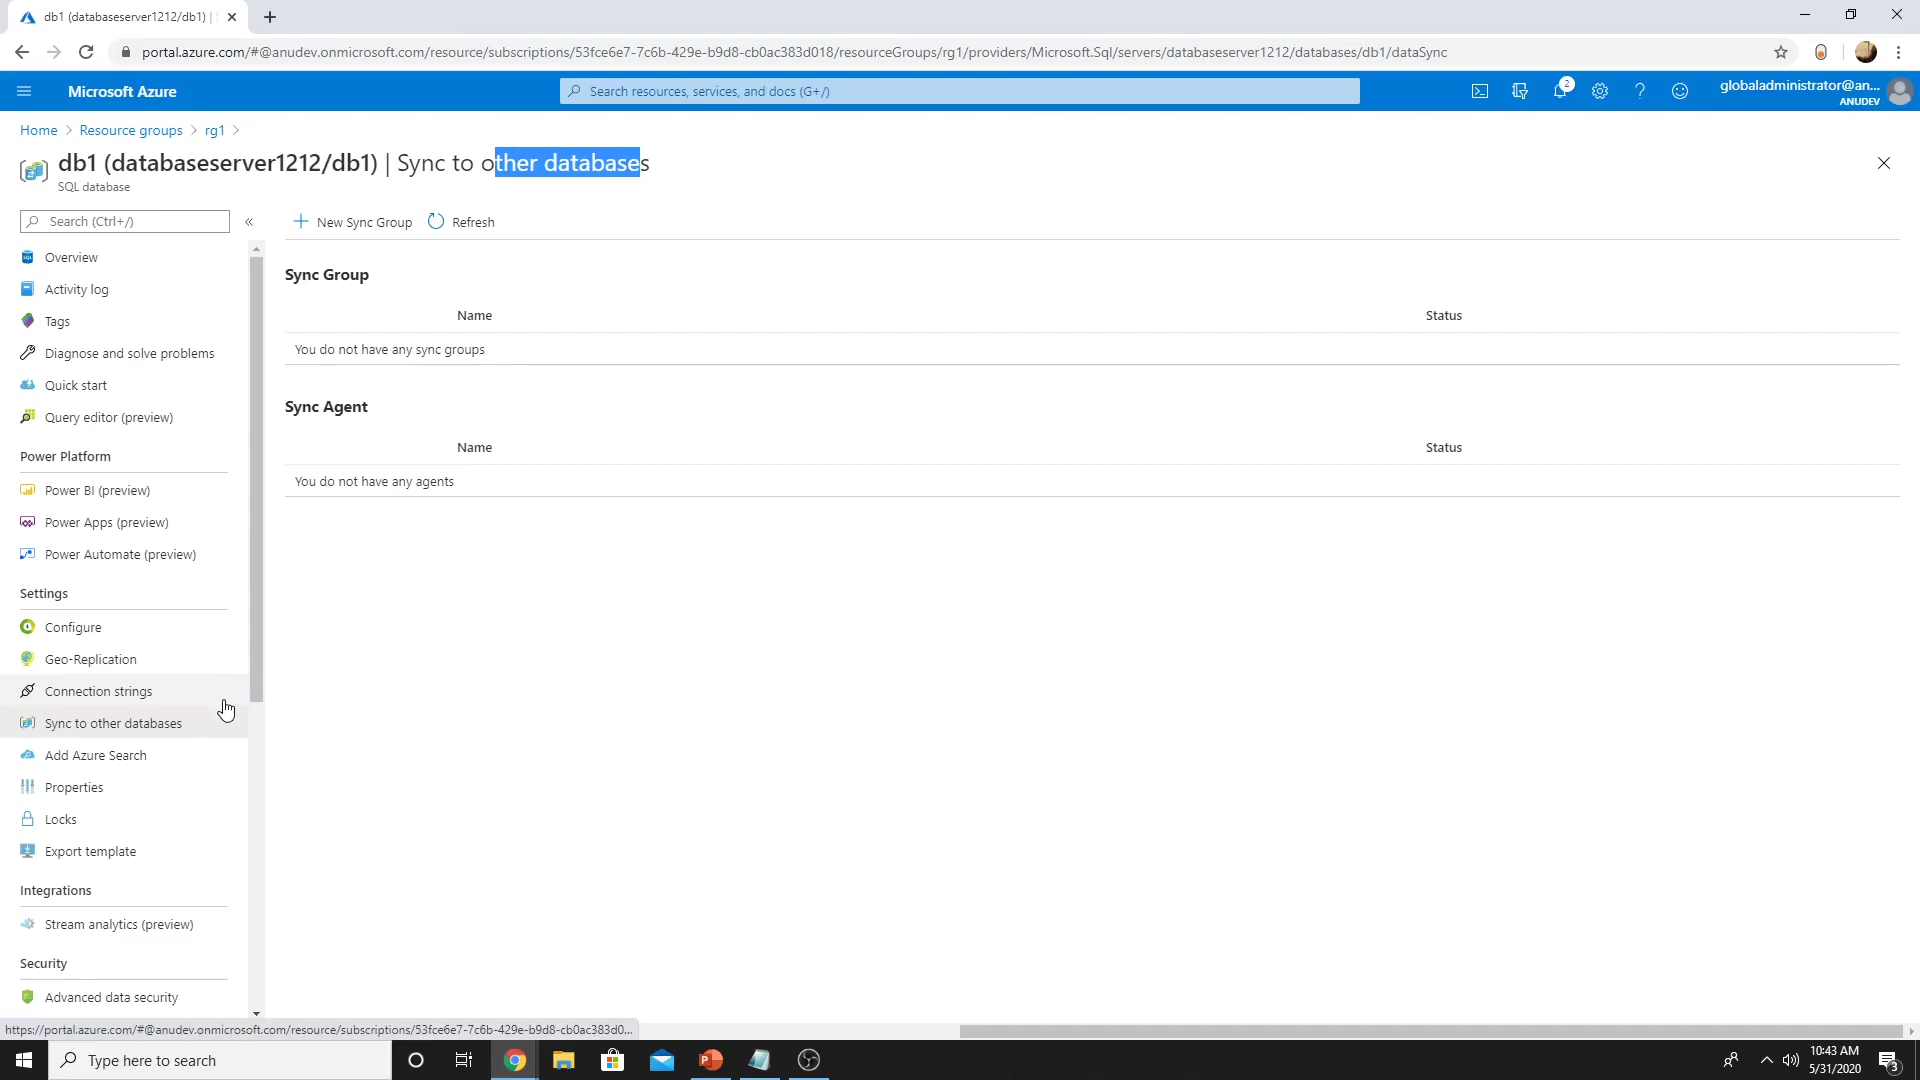 db1 (databaseserver1212/db1) | S
portal.azure.com/#@anudev.onmicrosoft.com/resource/subscriptions/53fce6e7-7c6b-429e-b9d8-cb0ac383d018/resourceGroups/rg1/providers/Microsoft.Sql/servers/databaseserver1212/databases/db1/dataSync
Microsoft Azure
Search resources, services, and docs (G+/)
2
globaladministrator@an...
ANUDEV
Home > Resource groups > rg1 >
db1 (databaseserver1212/db1) | Sync to other databases
SQL database
Search (Ctrl+/)
«
New Sync Group
Refresh
Overview
Activity log
Tags
Diagnose and solve problems
Quick start
Query editor (preview)
Power Platform
Power BI (preview)
Power Apps (preview)
Power Automate (preview)
Settings
Configure
Geo-Replication
Connection strings
Sync to other databases
Add Azure Search
Properties
Locks
Export template
Integrations
Stream analytics (preview)
Security
Advanced data security
Sync Group
Name Status
You do not have any sync groups
Sync Agent
Name Status
You do not have any agents
https://portal.azure.com/#@anudev.onmicrosoft.com/resource/subscriptions/53fce6e7-7c6b-429e-b9d8-cb0ac383d0...
Type here to search
10:43 AM
5/31/2020
3